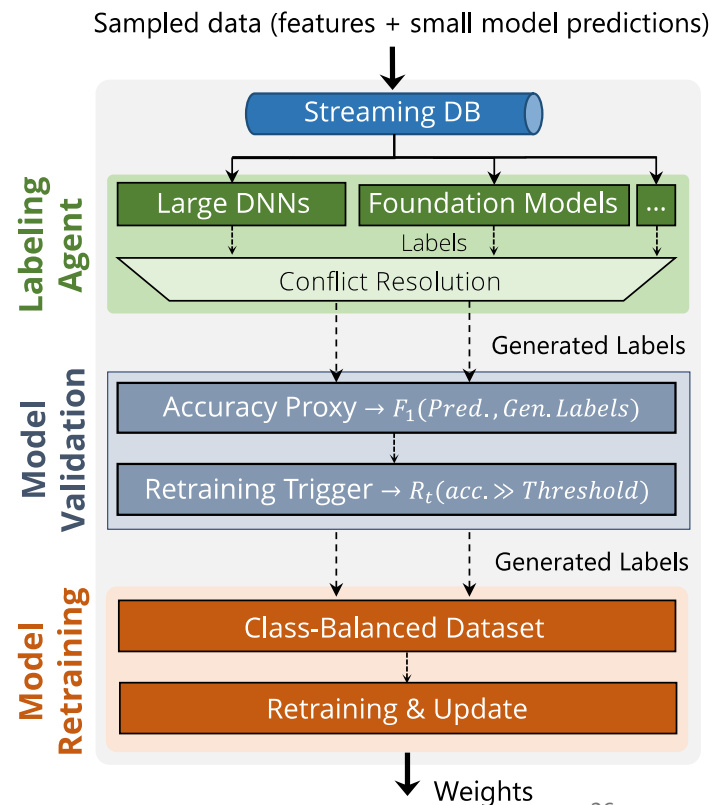 Sampled data (features + small model predictions)
Streaming DB
Labeling
Agent
Large DNNs
Foundation Models
...
Labels
Conflict Resolution
Generated Labels
Model
Validation
Accuracy Proxy → F₁(Pred., Gen. Labels)
Retraining Trigger → Rₜ(acc. ≫ Threshold)
Generated Labels
Model
Retraining
Class-Balanced Dataset
Retraining & Update
Weights